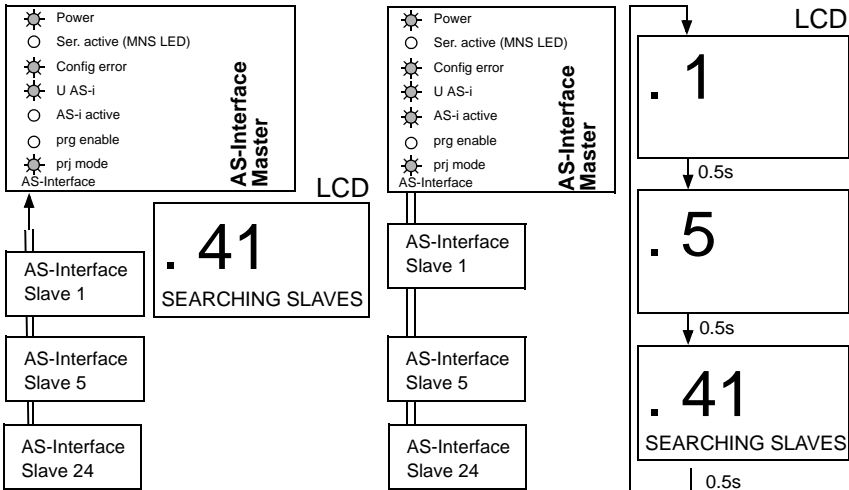 Power
Ser. active (MNS LED)
Config error
U AS-i
AS-i active
prg enable
prj mode
AS-Interface
AS-Interface
Master
LCD
. 41
SEARCHING SLAVES
AS-Interface
Slave 1
AS-Interface
Slave 5
AS-Interface
Slave 24
Power
Ser. active (MNS LED)
Config error
U AS-i
AS-i active
prg enable
prj mode
AS-Interface
AS-Interface
Master
AS-Interface
Slave 1
AS-Interface
Slave 5
AS-Interface
Slave 24
LCD
. 1
0.5s
. 5
0.5s
. 41
SEARCHING SLAVES
0.5s